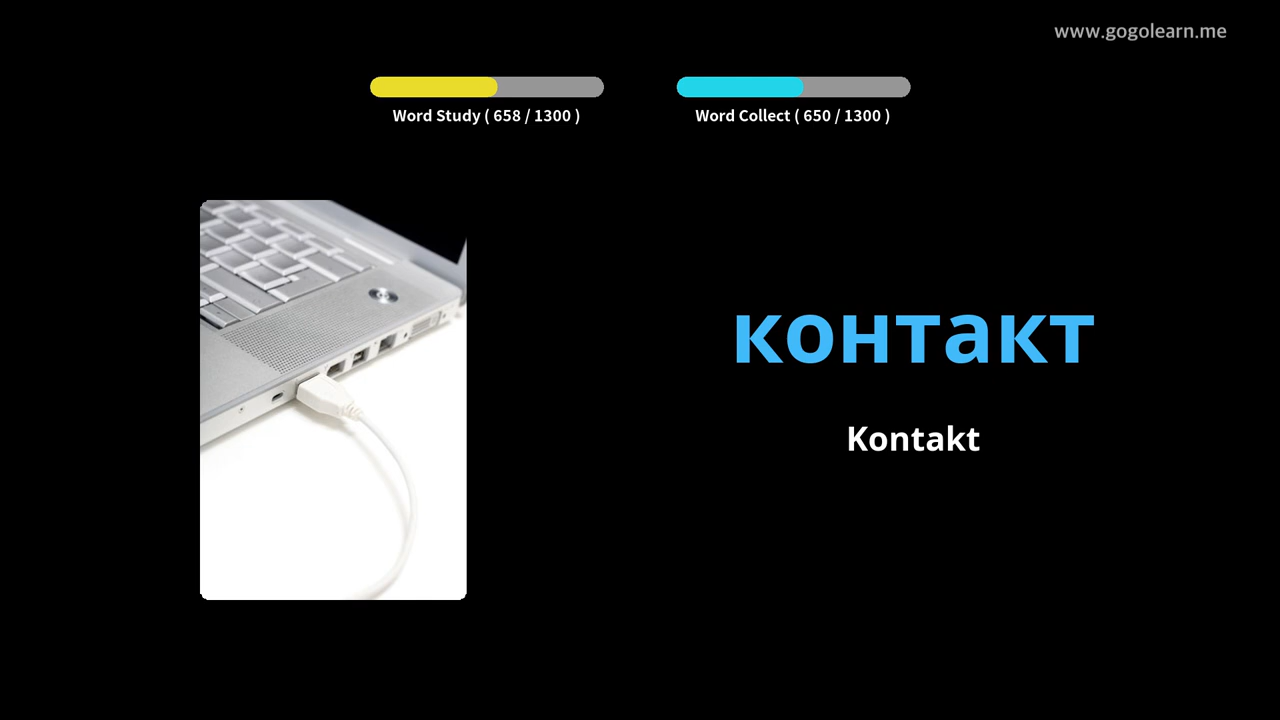 www.gogolearn.me
Word Study ( 658 / 1300 )
Word Collect ( 650 / 1300 )
контакт
Kontakt